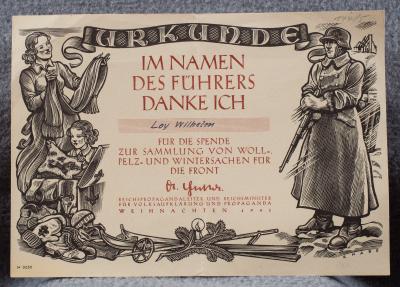 URKUNDE
IM NAMEN
DES FÜHRERS
DANKE ICH
Loy Wilhelm
FÜR DIE SPENDE
ZUR SAMMLUNG VON WOLL-,
PELZ- UND WINTERSACHEN FÜR
DIE FRONT
REICHSPROPAGANDALEITER UND REICHSMINISTER
FÜR VOLKSAUFKLÄRUNG UND PROPAGANDA
WEIHNACHTEN